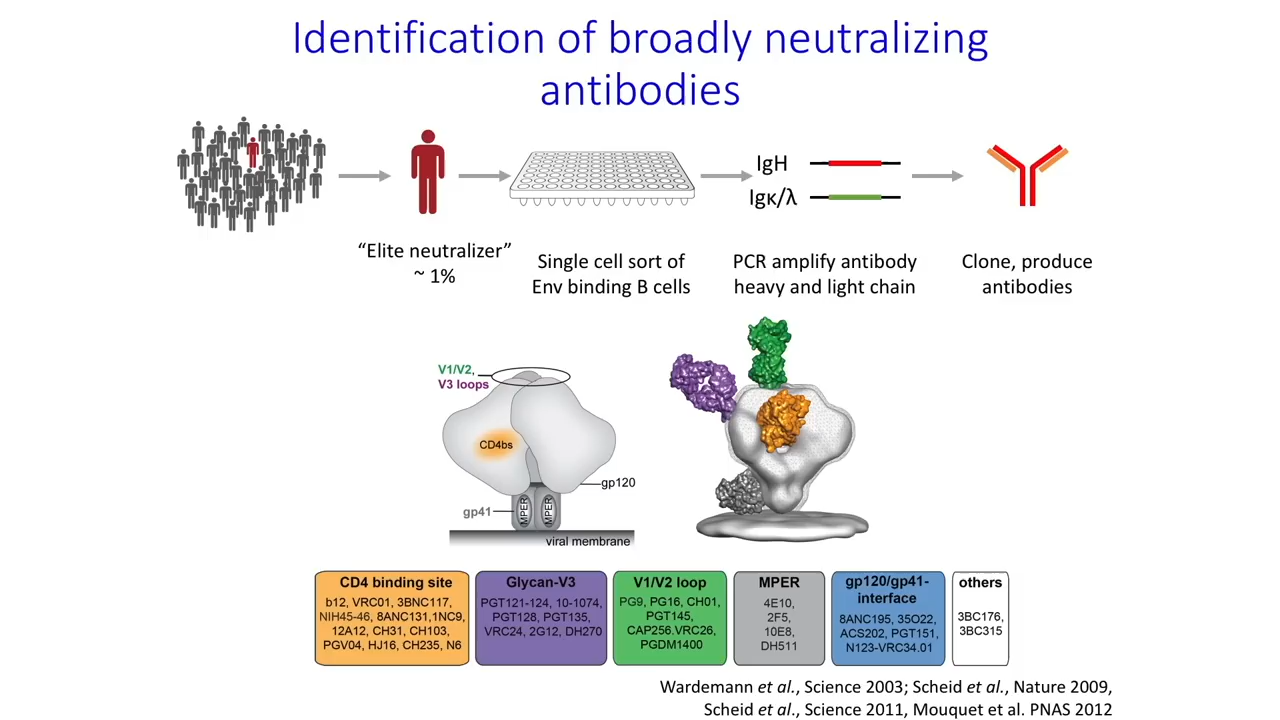 Identification of broadly neutralizing
antibodies
IgH
Igκ/λ
“Elite neutralizer”
~ 1%
Single cell sort of
Env binding B cells
PCR amplify antibody
heavy and light chain
Clone, produce
antibodies
V1/V2,
V3 loops
CD4bs
gp120
gp41
MPER
MPER
viral membrane
CD4 binding site
b12, VRC01, 3BNC117,
NIH45-46, 8ANC131,1NC9,
12A12, CH31, CH103,
PGV04, HJ16, CH235, N6
Glycan-V3
PGT121-124, 10-1074,
PGT128, PGT135,
VRC24, 2G12, DH270
V1/V2 loop
PG9, PG16, CH01,
PGT145,
CAP256.VRC26,
PGDM1400
MPER
4E10,
2F5,
10E8,
DH511
gp120/gp41-
interface
8ANC195, 35O22,
ACS202, PGT151,
N123-VRC34.01
others
3BC176,
3BC315
Wardemann et al., Science 2003; Scheid et al., Nature 2009,
Scheid et al., Science 2011, Mouquet et al. PNAS 2012